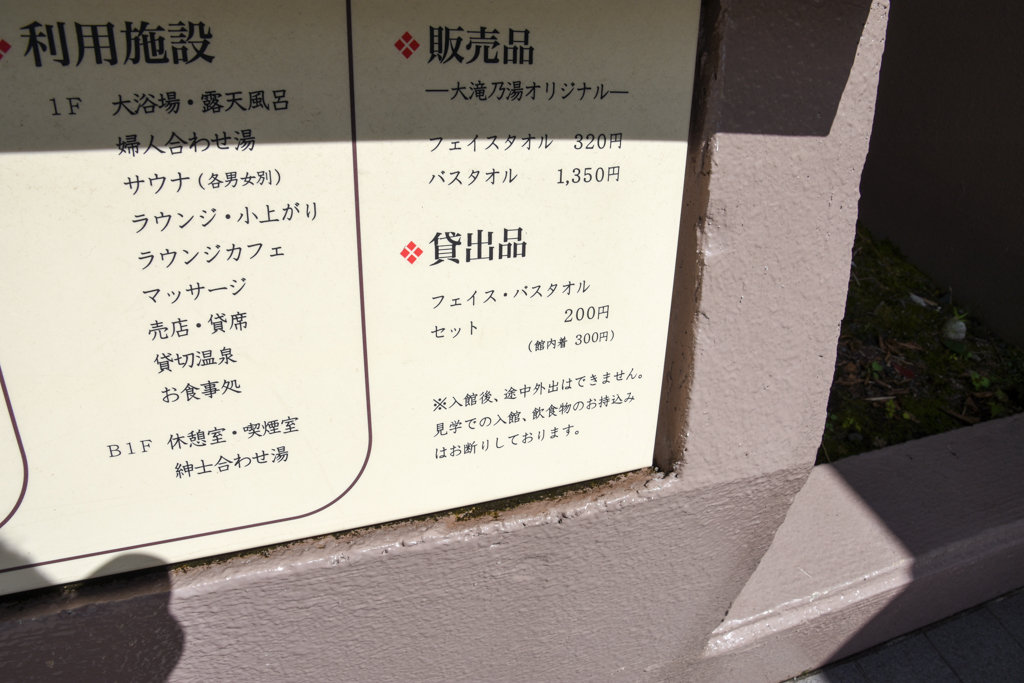 利用施設
1F 大浴場・露天風呂
婦人合わせ湯
サウナ(各男女別)
ラウンジ・小上がり
ラウンジカフェ
マッサージ
売店・貸席
貸切温泉
お食事処
B1F 休憩室・喫煙室
紳士合わせ湯
販売品
―大滝乃湯オリジナル―
フェイスタオル 320円
バスタオル 1,350円
貸出品
フェイス・バスタオル
セット 200円
(館内着 300円)
※入館後、途中外出はできません。
見学での入館、飲食物のお持込み
はお断りしております。